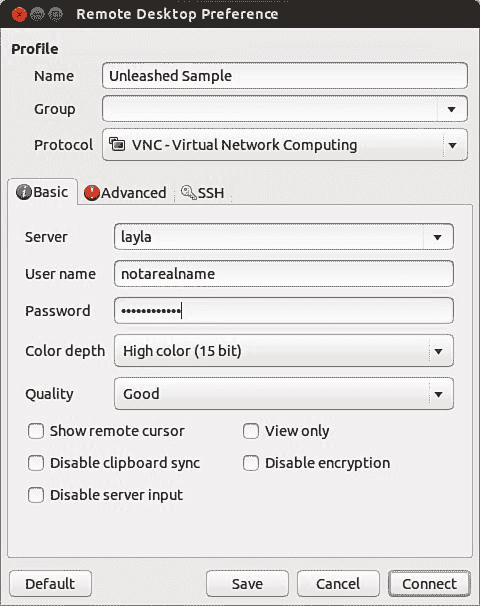 Remote Desktop Preference
Profile
Name Unleashed Sample
Group
Protocol VNC - Virtual Network Computing
Basic Advanced SSH
Server layla
User name notarealname
Password ••••••••••••
Color depth High color (15 bit)
Quality Good
Show remote cursor View only
Disable clipboard sync Disable encryption
Disable server input
Default Save Cancel Connect